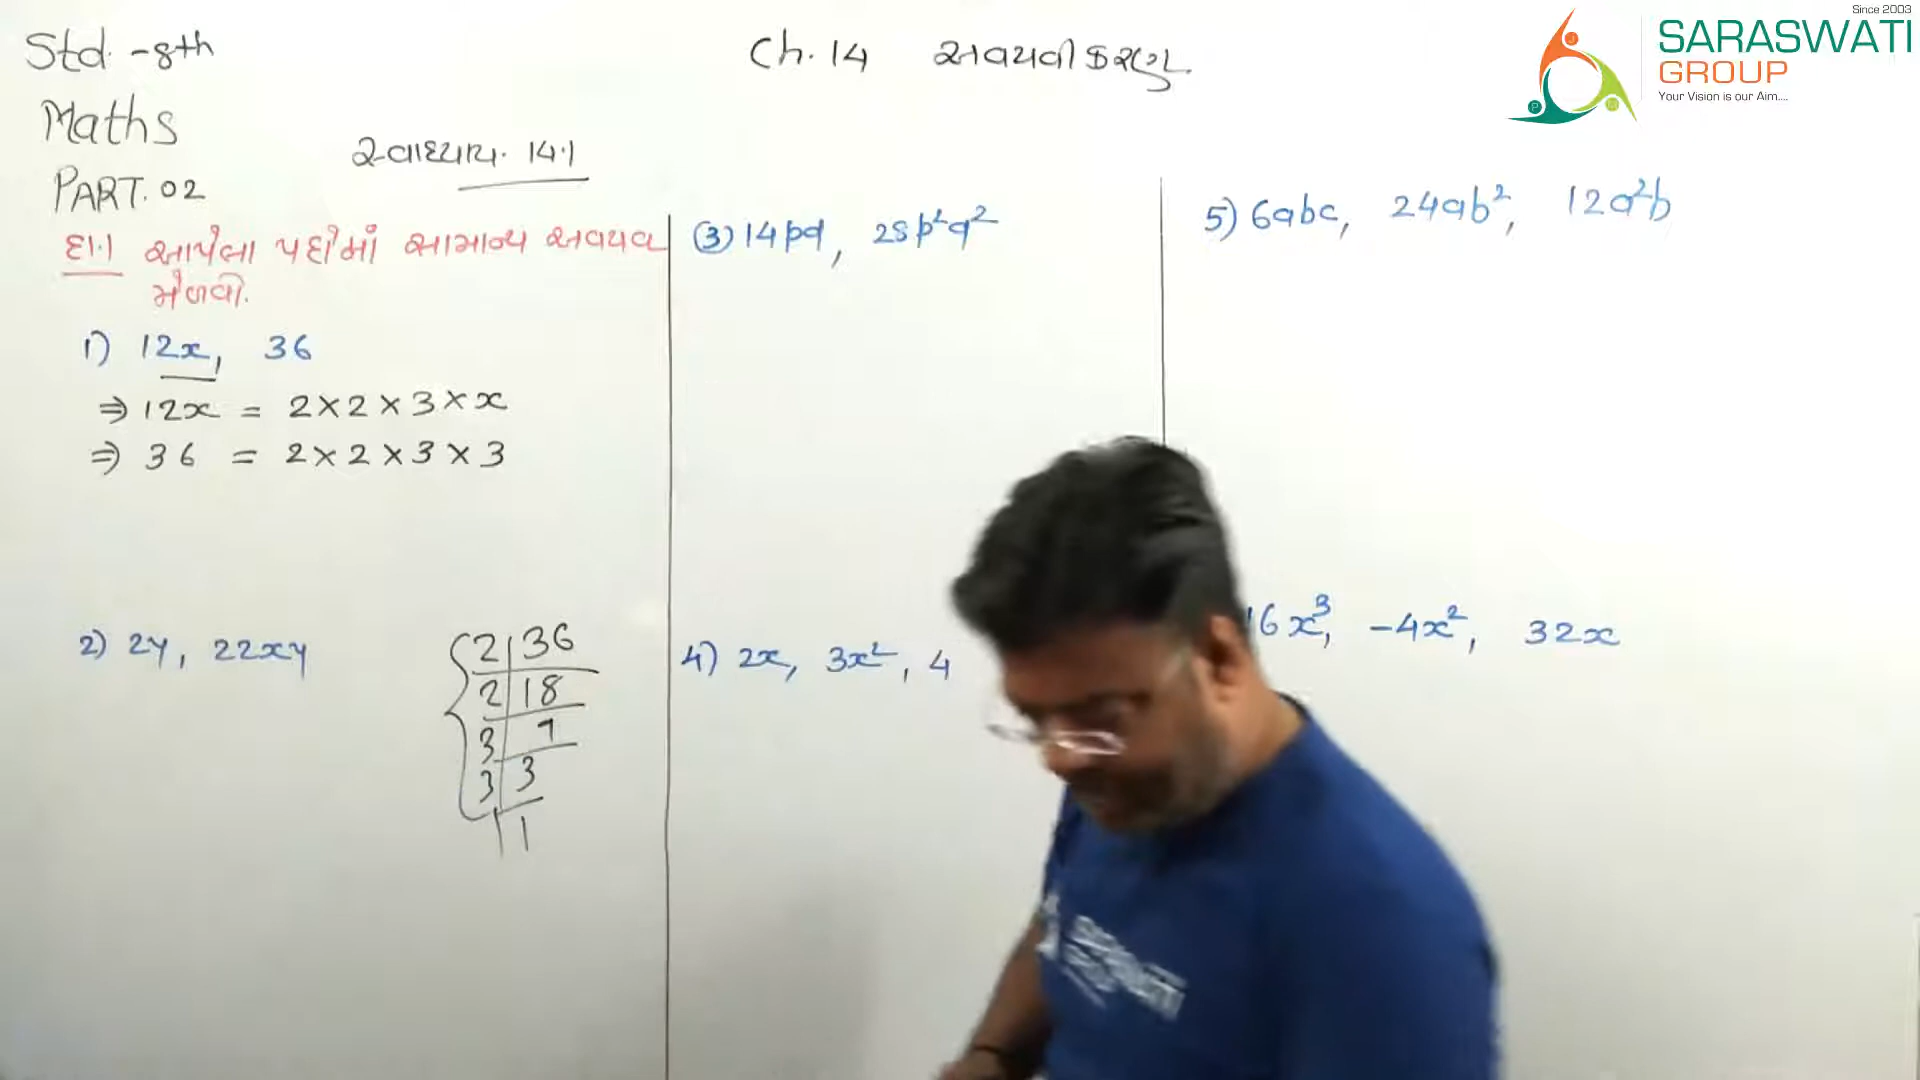 Std. -8th
Ch. 14 અવયવીકરણ.
Since 2003
SARASWATI
GROUP
Your Vision is our Aim....
Maths
PART. 02
સ્વાધ્યાય. 14.1
દા.1 આપેલા પદોમાં સામાન્ય અવયવ
મેળવો.
1) 12x, 36
⇒ 12x = 2×2×3×x
⇒ 36 = 2×2×3×3
2) 2y, 22xy
2 | 36
2 | 18
3 | 9
3 | 3
| 1
(3) 14pq, 28p²q²
4) 2x, 3x², 4
5) 6abc, 24ab², 12a²b
16x³, -4x², 32x